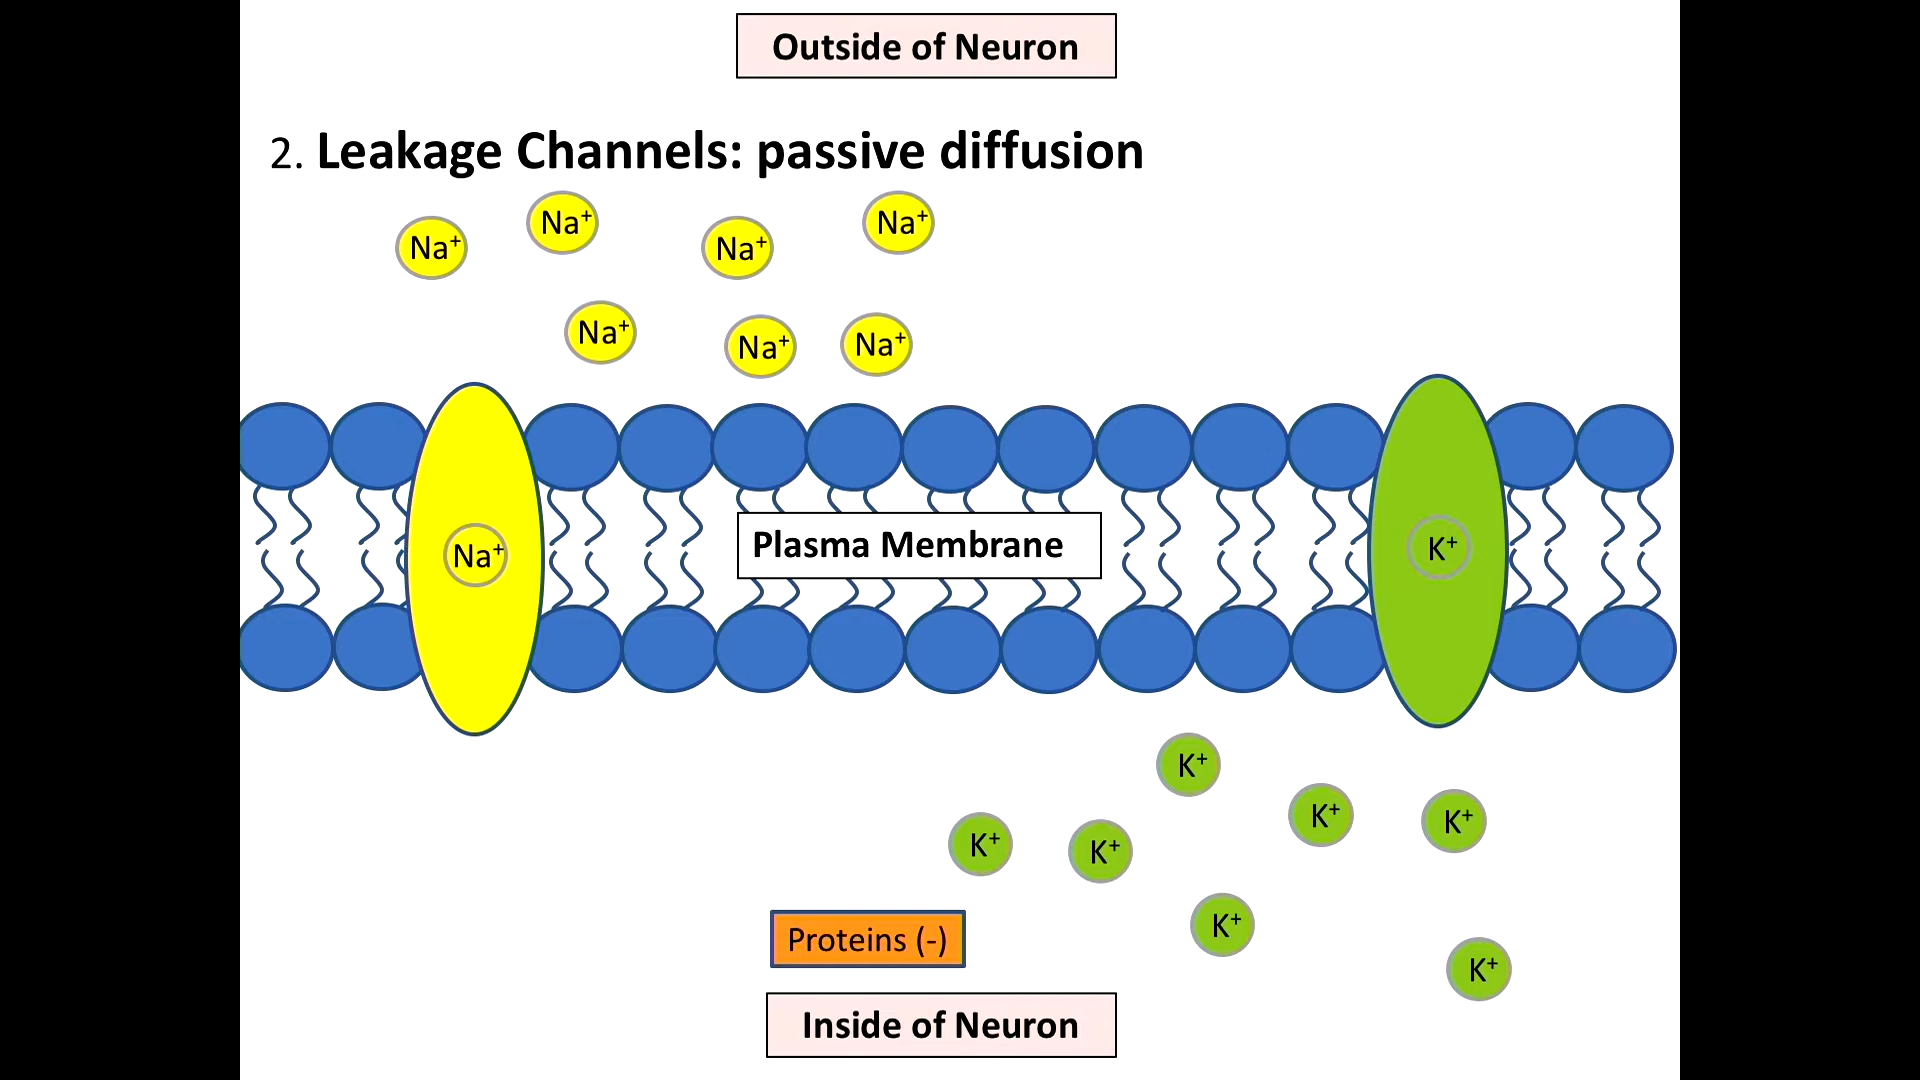 Outside of Neuron
2. Leakage Channels: passive diffusion
Na⁺
Na⁺
Na⁺
Na⁺
Na⁺
Na⁺
Na⁺
Na⁺
Plasma Membrane
K⁺
K⁺
K⁺
K⁺
K⁺
K⁺
K⁺
K⁺
Proteins (-)
Inside of Neuron